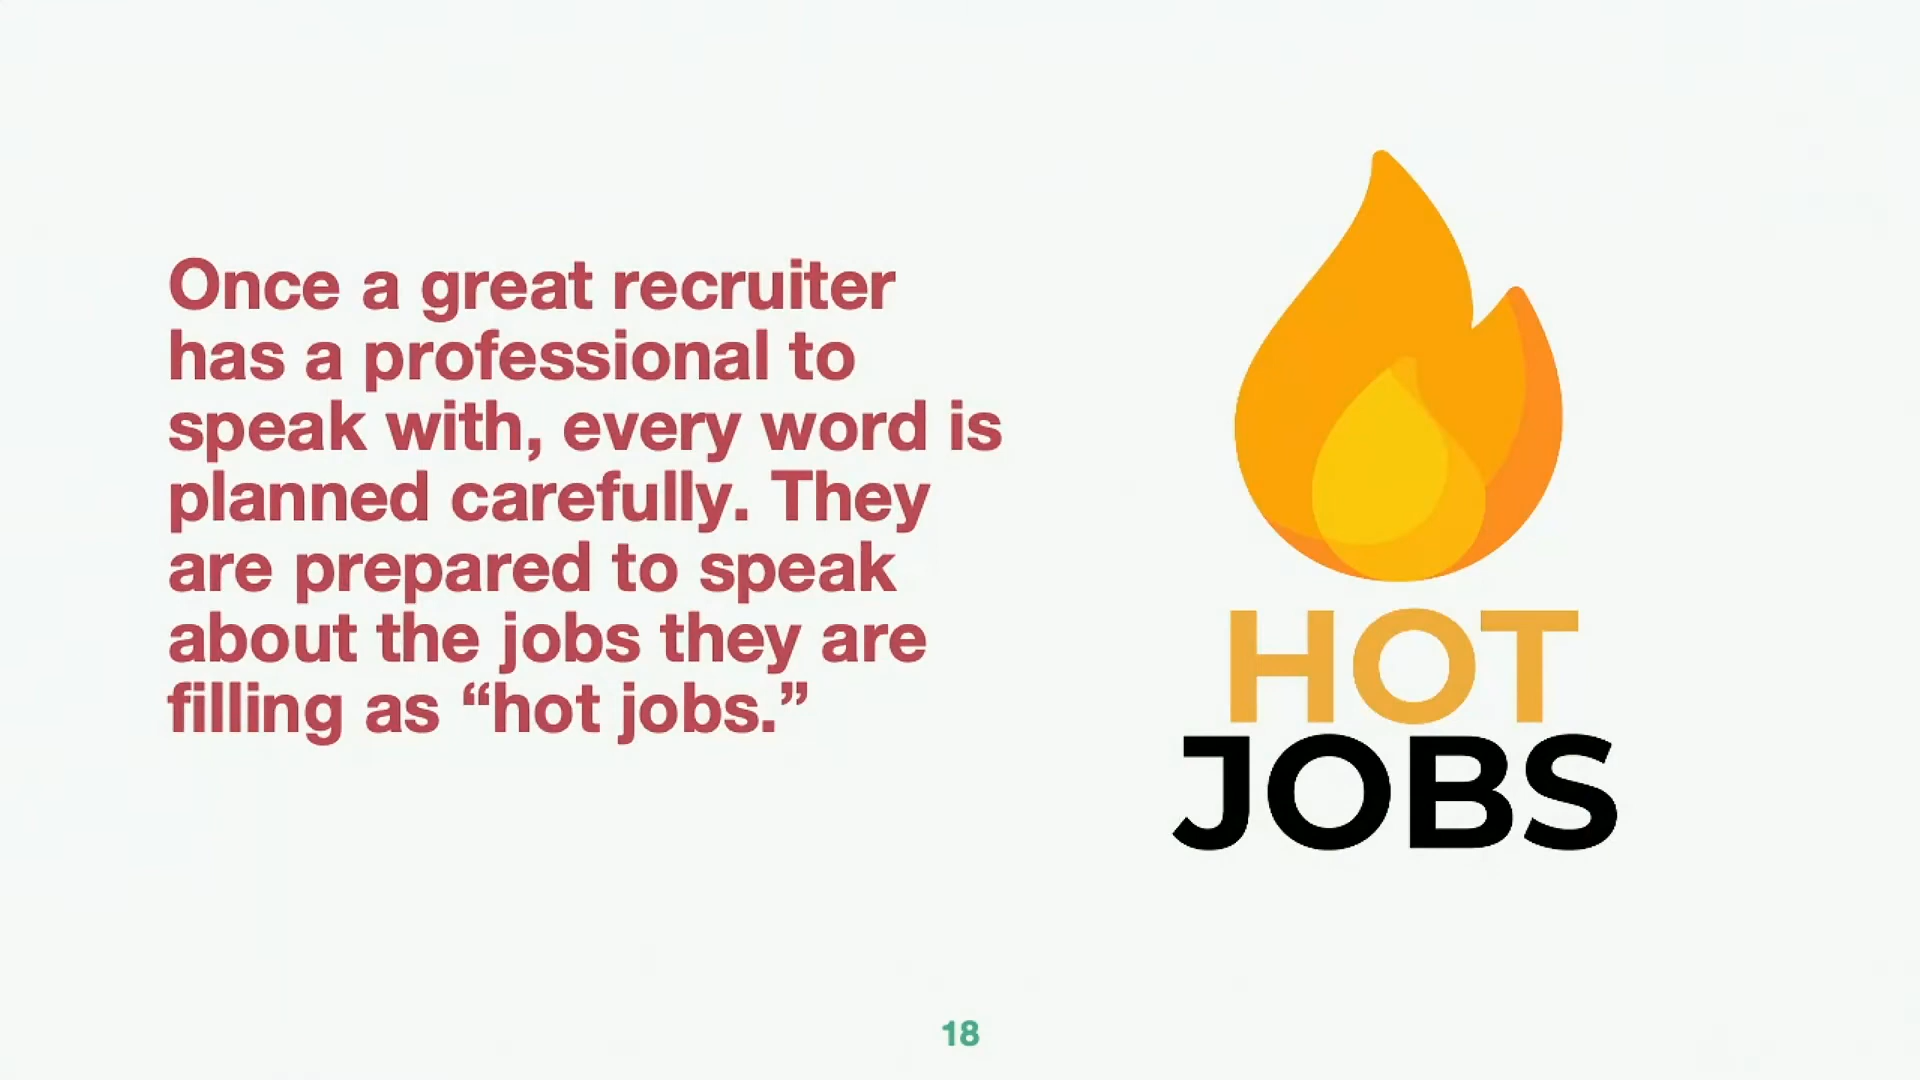 Once a great recruiter
has a professional to
speak with, every word is
planned carefully. They
are prepared to speak
about the jobs they are
filling as “hot jobs.”
HOT
JOBS
18